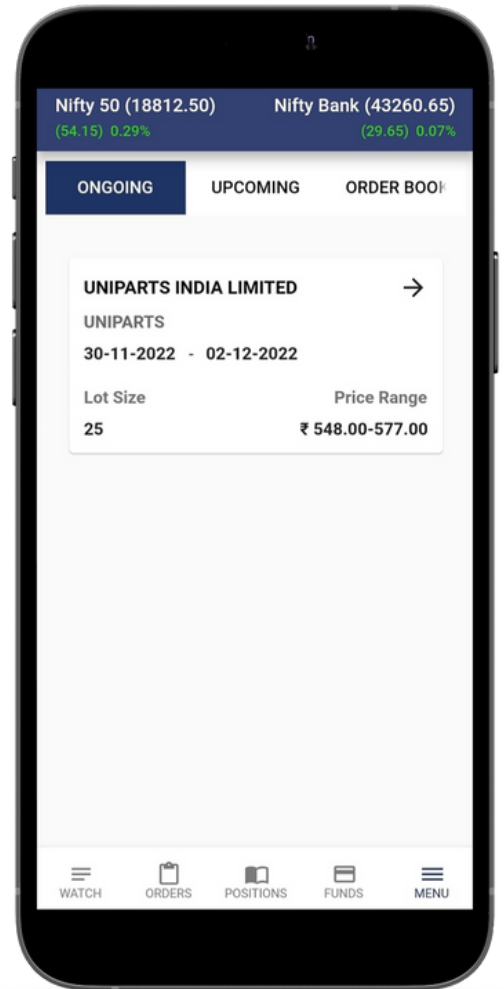 Nifty 50 (18812.50) Nifty Bank (43260.65)
(54.15) 0.29% (29.65) 0.07%
ONGOING UPCOMING ORDER BOOK
UNIPARTS INDIA LIMITED
UNIPARTS
30-11-2022 - 02-12-2022
Lot Size Price Range
25 ₹ 548.00-577.00
WATCH ORDERS POSITIONS FUNDS MENU